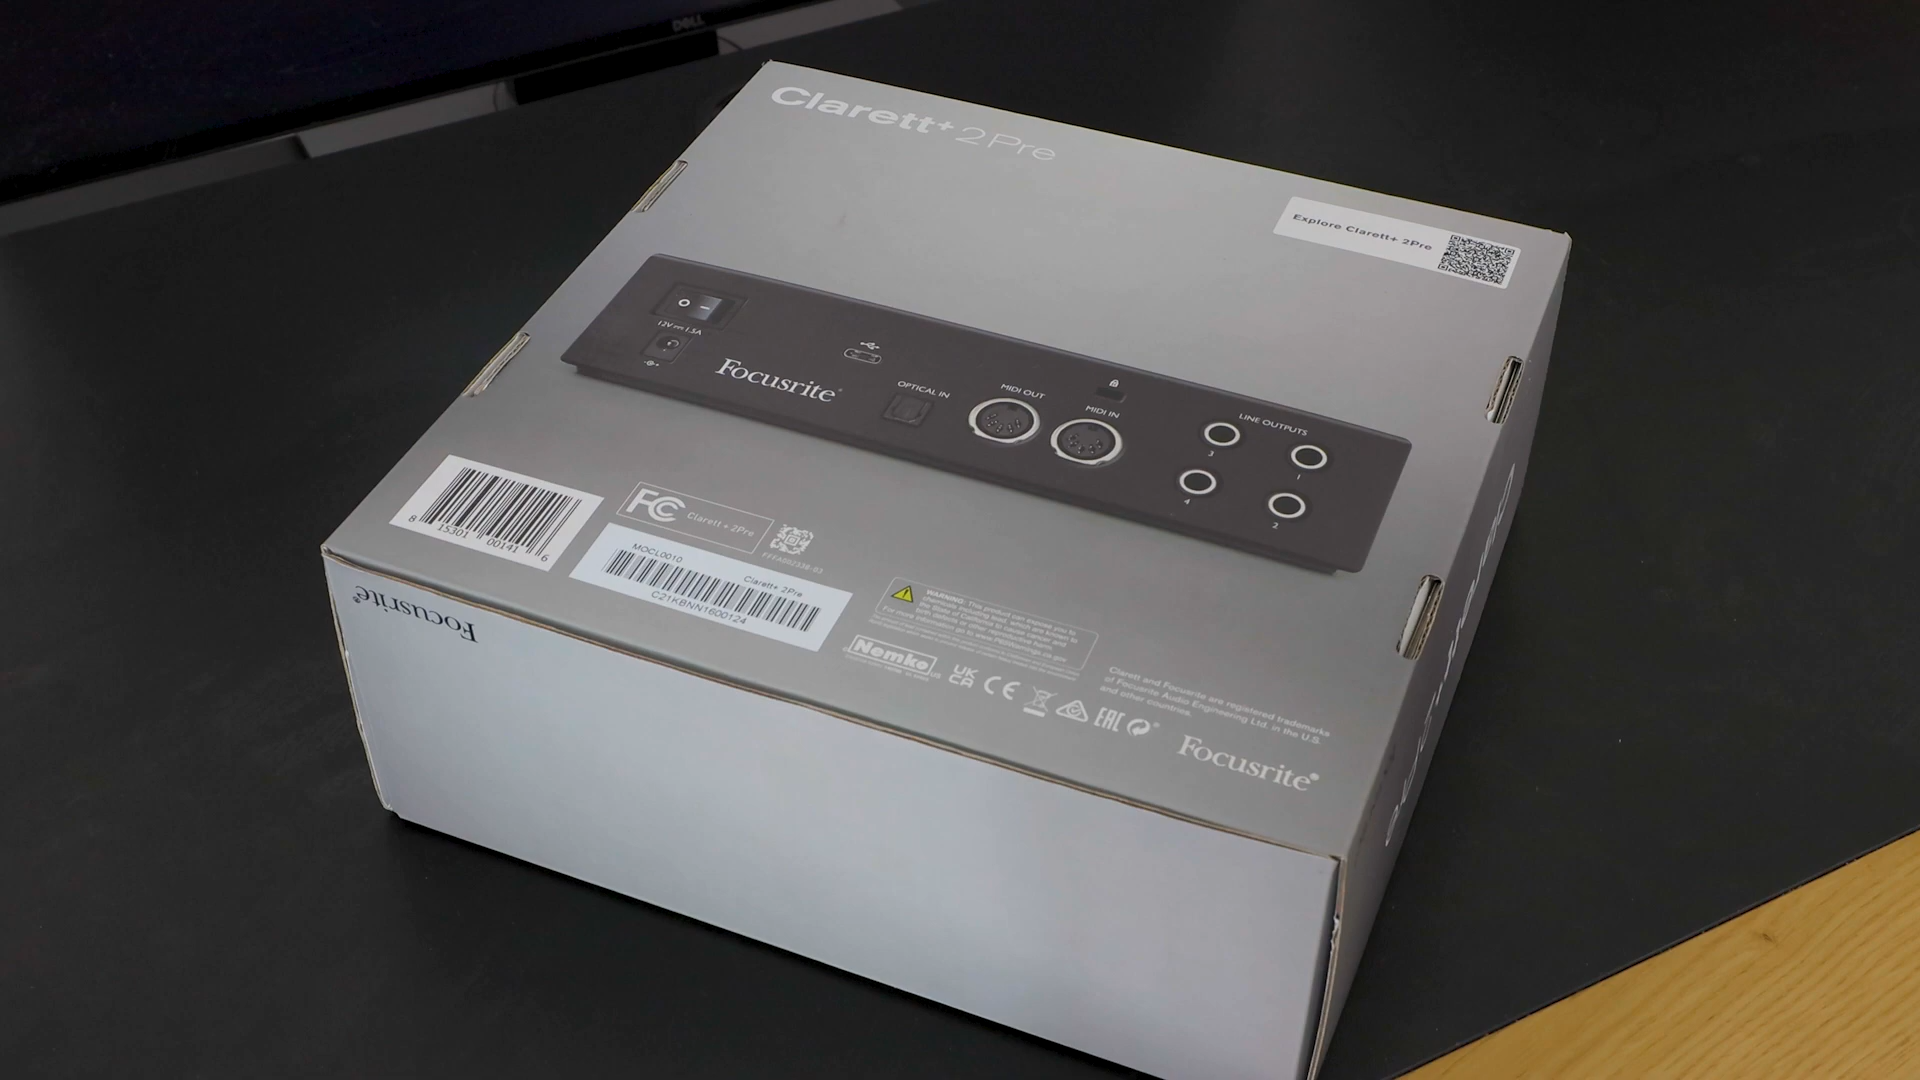 DELL
Clarett+ 2Pre
Explore Clarett+ 2Pre
12V 1.5A
Focusrite
OPTICAL IN
MIDI OUT
MIDI IN
LINE OUTPUTS
3
1
4
2
8 15301 00141 6
FC Clarett + 2Pre
MOCL0010
Clarett+ 2Pre
C21KBNN1600124
WARNING: This product can expose you to
chemicals including lead, which are known to
the State of California to cause cancer and
birth defects or other reproductive harm.
For more information go to www.P65Warnings.ca.gov
Nemko
US
UK
CA
CE
EAC
Clarett and Focusrite are registered trademarks
of Focusrite Audio Engineering Ltd. in the U.S.
and other countries.
Focusrite®
Focusrite®